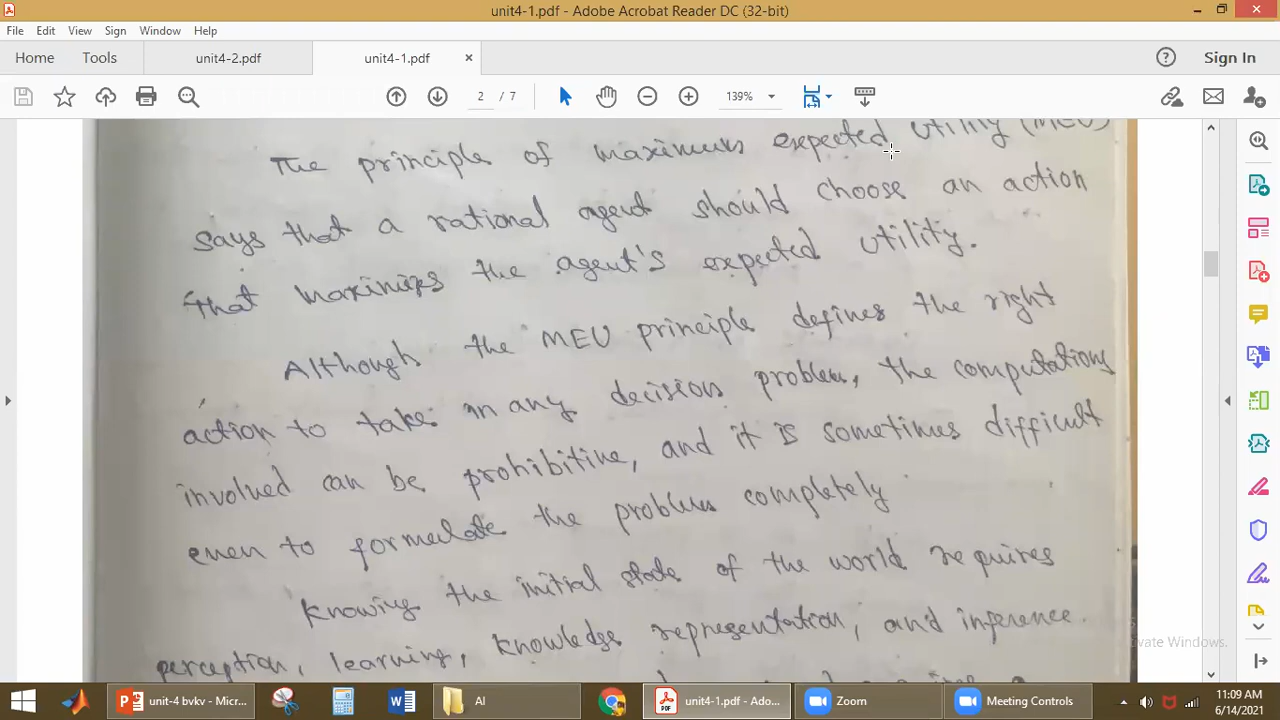 unit4-1.pdf - Adobe Acrobat Reader DC (32-bit)
File Edit View Sign Window Help
Home Tools unit4-2.pdf unit4-1.pdf × Sign In
2 / 7 139%
The principle of maximum expected utility (MEU)
says that a rational agent should choose an action
that maximizes the agent's expected utility.
Although the MEU principle defines the right
action to take in any decision problem, the computations
involved can be prohibitive, and it is sometimes difficult
even to formulate the problem completely
Knowing the initial state of the world requires
perception, learning, knowledge representation, and inference.
ivate Windows.
unit-4 bvkv - Micr... AI unit4-1.pdf - Ado... Zoom Meeting Controls
11:09 AM
6/14/2021